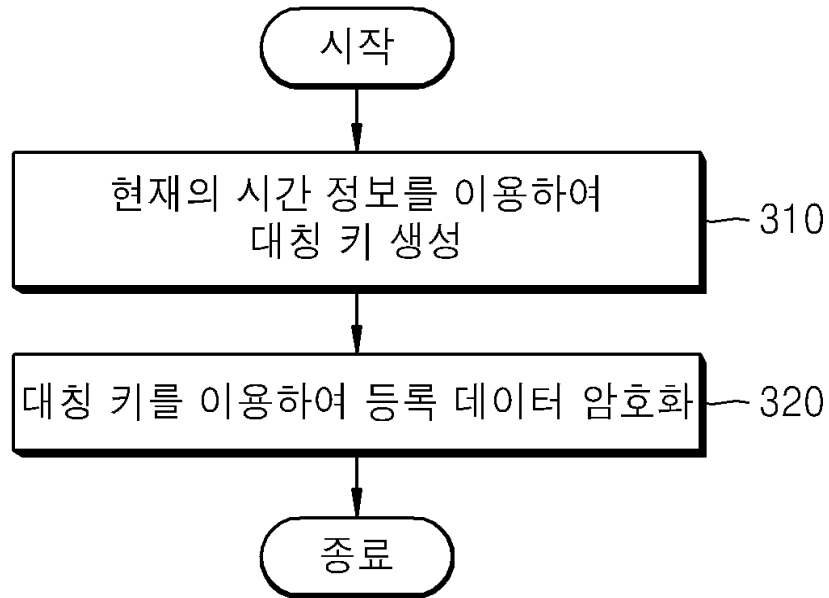 시작
현재의 시간 정보를 이용하여
대칭 키 생성
310
대칭 키를 이용하여 등록 데이터 암호화
320
종료